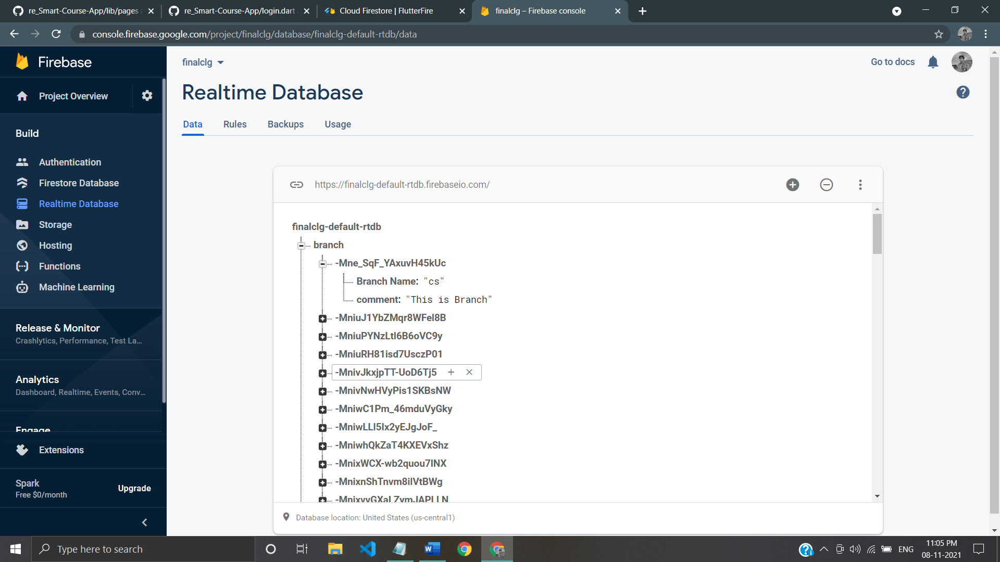 re_Smart-Course-App/lib/pages
re_Smart-Course-App/login.dart
Cloud Firestore | FlutterFire
finalclg – Firebase console
console.firebase.google.com/project/finalclg/database/finalclg-default-rtdb/data
Firebase
Project Overview
Build
Authentication
Firestore Database
Realtime Database
Storage
Hosting
Functions
Machine Learning
Release & Monitor
Crashlytics, Performance, Test La...
Analytics
Dashboard, Realtime, Events, Conv...
Engage
Extensions
Spark
Free $0/month
Upgrade
finalclg
Go to docs
Realtime Database
Data Rules Backups Usage
https://finalclg-default-rtdb.firebaseio.com/
finalclg-default-rtdb
branch
-Mne_SqF_YAxuvH45kUc
Branch Name: "cs"
comment: "This is Branch"
-MniuJ1YbZMqr8WFeI8B
-MniuPYNzLtI6B6oVC9y
-MniuRH81isd7UsczP01
-MnivJkxjpTT-UoD6Tj5
-MnivNwHVyPis1SKBsNW
-MniwC1Pm_46mduVyGky
-MniwLLI5Ix2yEJgJoF_
-MniwhQkZaT4KXEVxShz
-MnixWCX-wb2quou7INX
-MnixnShTnvm8ilVtBWg
Database location: United States (us-central1)
Type here to search
ENG
11:05 PM
08-11-2021